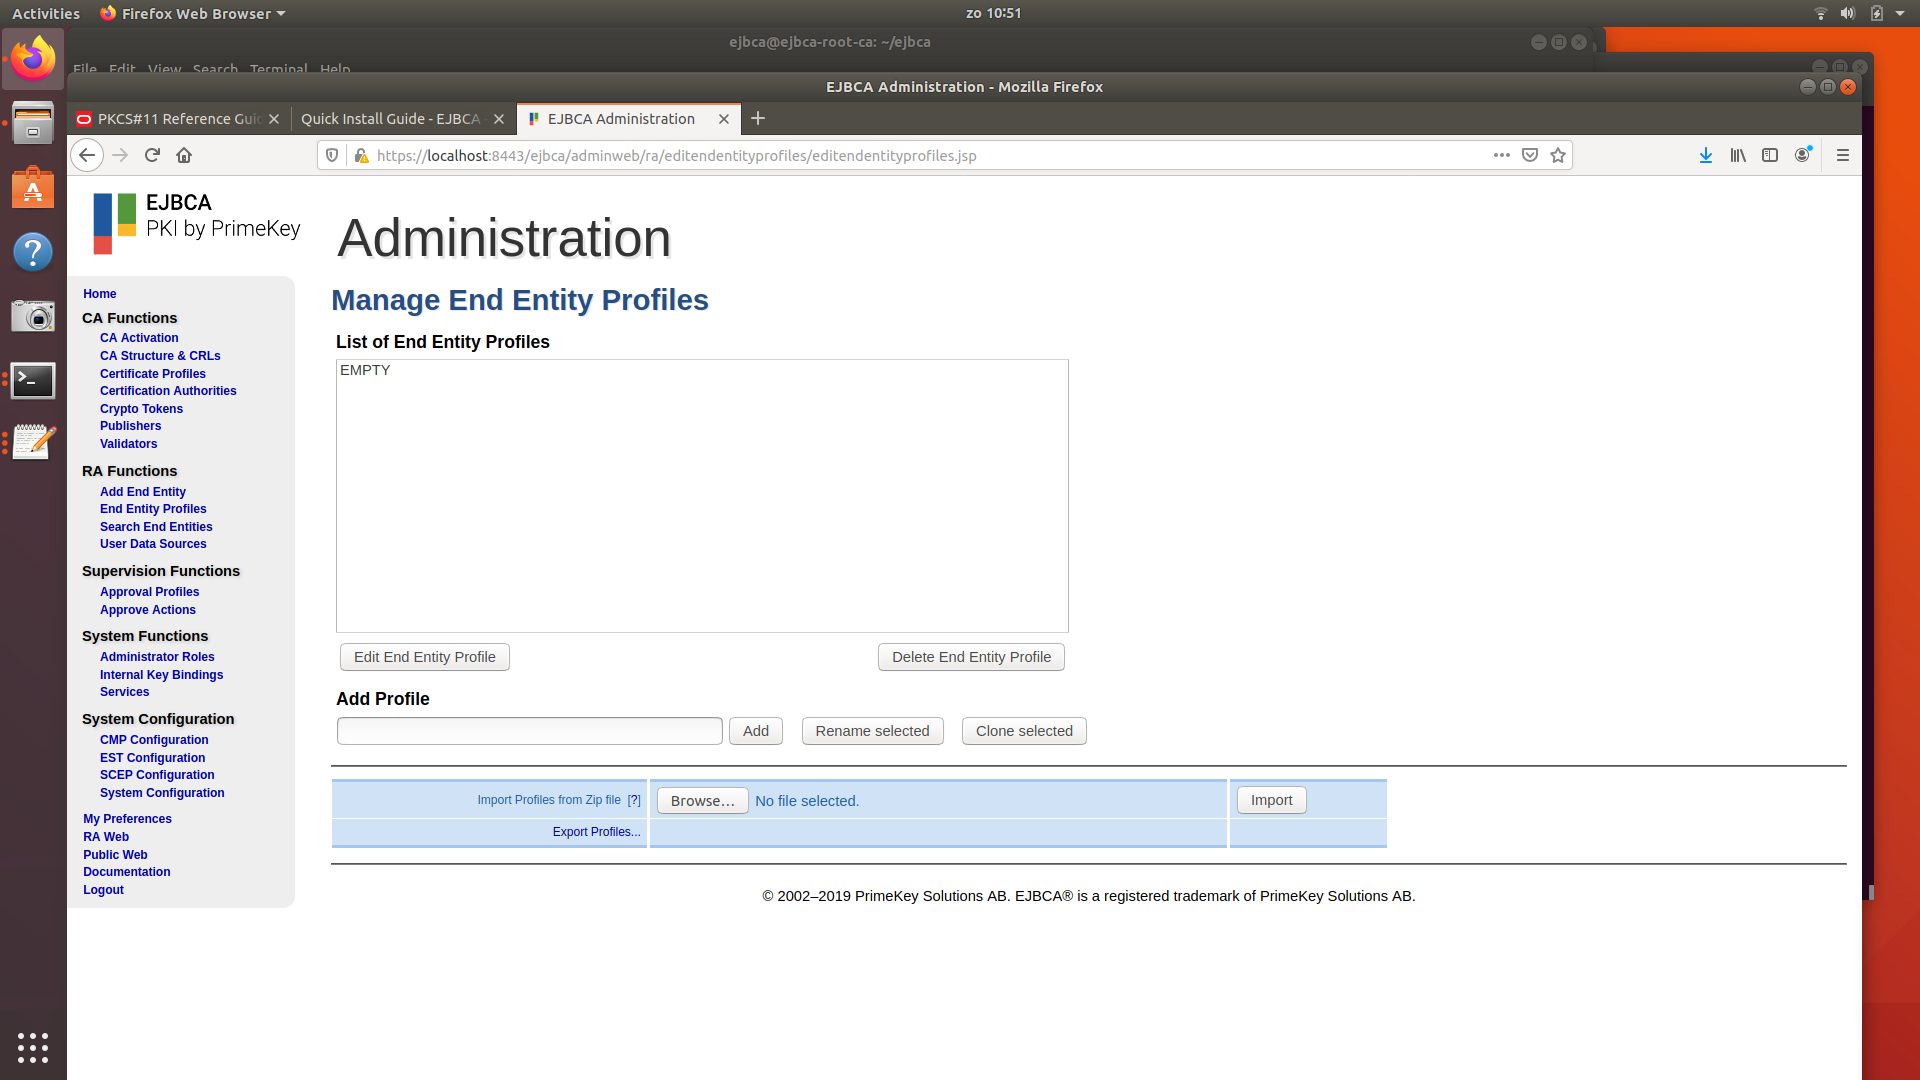 Activities
Firefox Web Browser
zo 10:51
ejbca@ejbca-root-ca: ~/ejbca
File Edit View Search Terminal Help
EJBCA Administration - Mozilla Firefox
PKCS#11 Reference Guid
Quick Install Guide - EJBCA -
EJBCA Administration
https://localhost:8443/ejbca/adminweb/ra/editendentityprofiles/editendentityprofiles.jsp
EJBCA
PKI by PrimeKey
Administration
Home
CA Functions
CA Activation
CA Structure & CRLs
Certificate Profiles
Certification Authorities
Crypto Tokens
Publishers
Validators
RA Functions
Add End Entity
End Entity Profiles
Search End Entities
User Data Sources
Supervision Functions
Approval Profiles
Approve Actions
System Functions
Administrator Roles
Internal Key Bindings
Services
System Configuration
CMP Configuration
EST Configuration
SCEP Configuration
System Configuration
My Preferences
RA Web
Public Web
Documentation
Logout
Manage End Entity Profiles
List of End Entity Profiles
EMPTY
Edit End Entity Profile
Delete End Entity Profile
Add Profile
Add
Rename selected
Clone selected
Import Profiles from Zip file [?]
Browse...
No file selected.
Import
Export Profiles...
© 2002–2019 PrimeKey Solutions AB. EJBCA® is a registered trademark of PrimeKey Solutions AB.